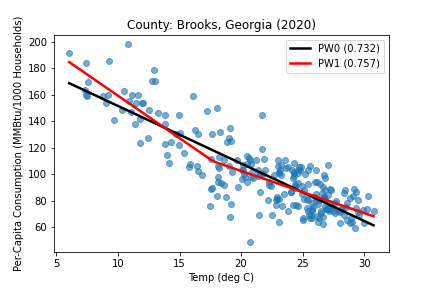 County: Brooks, Georgia (2020)
Per-Capita Consumption (MMBtu/1000 Households)
200
180
160
140
120
100
80
60
PW0 (0.732)
PW1 (0.757)
5 10 15 20 25 30
Temp (deg C)